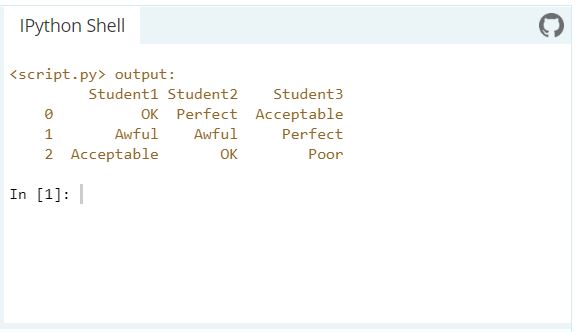 IPython Shell
<script.py> output:
Student1 Student2 Student3
0 OK Perfect Acceptable
1 Awful Awful Perfect
2 Acceptable OK Poor
In [1]: